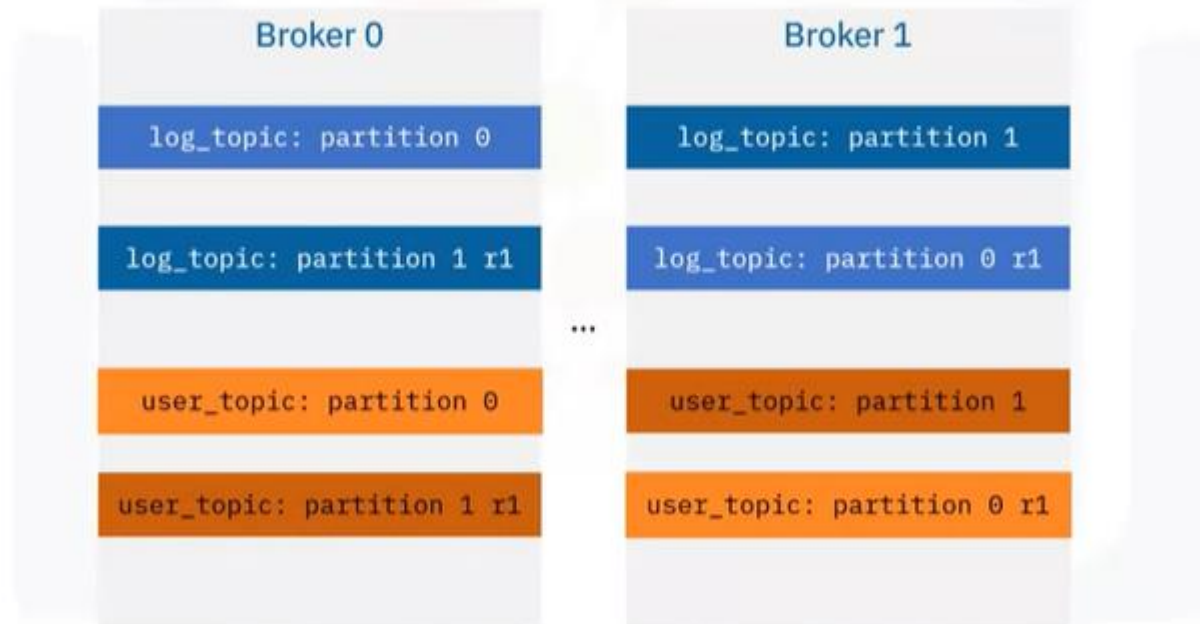 Broker 0
log_topic: partition 0
log_topic: partition 1 r1
user_topic: partition 0
user_topic: partition 1 r1
...
Broker 1
log_topic: partition 1
log_topic: partition 0 r1
user_topic: partition 1
user_topic: partition 0 r1